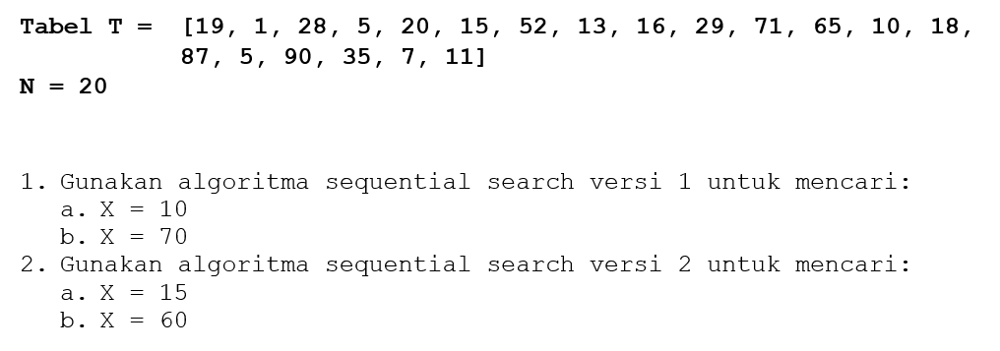 Tabel T = [19, 1, 28, 5, 20, 15, 52, 13, 16, 29, 71, 65, 10, 18,
87, 5, 90, 35, 7, 11]
N = 20
1. Gunakan algoritma sequential search versi 1 untuk mencari:
a. X = 10
b. X = 70
2. Gunakan algoritma sequential search versi 2 untuk mencari:
a. X = 15
b. X = 60